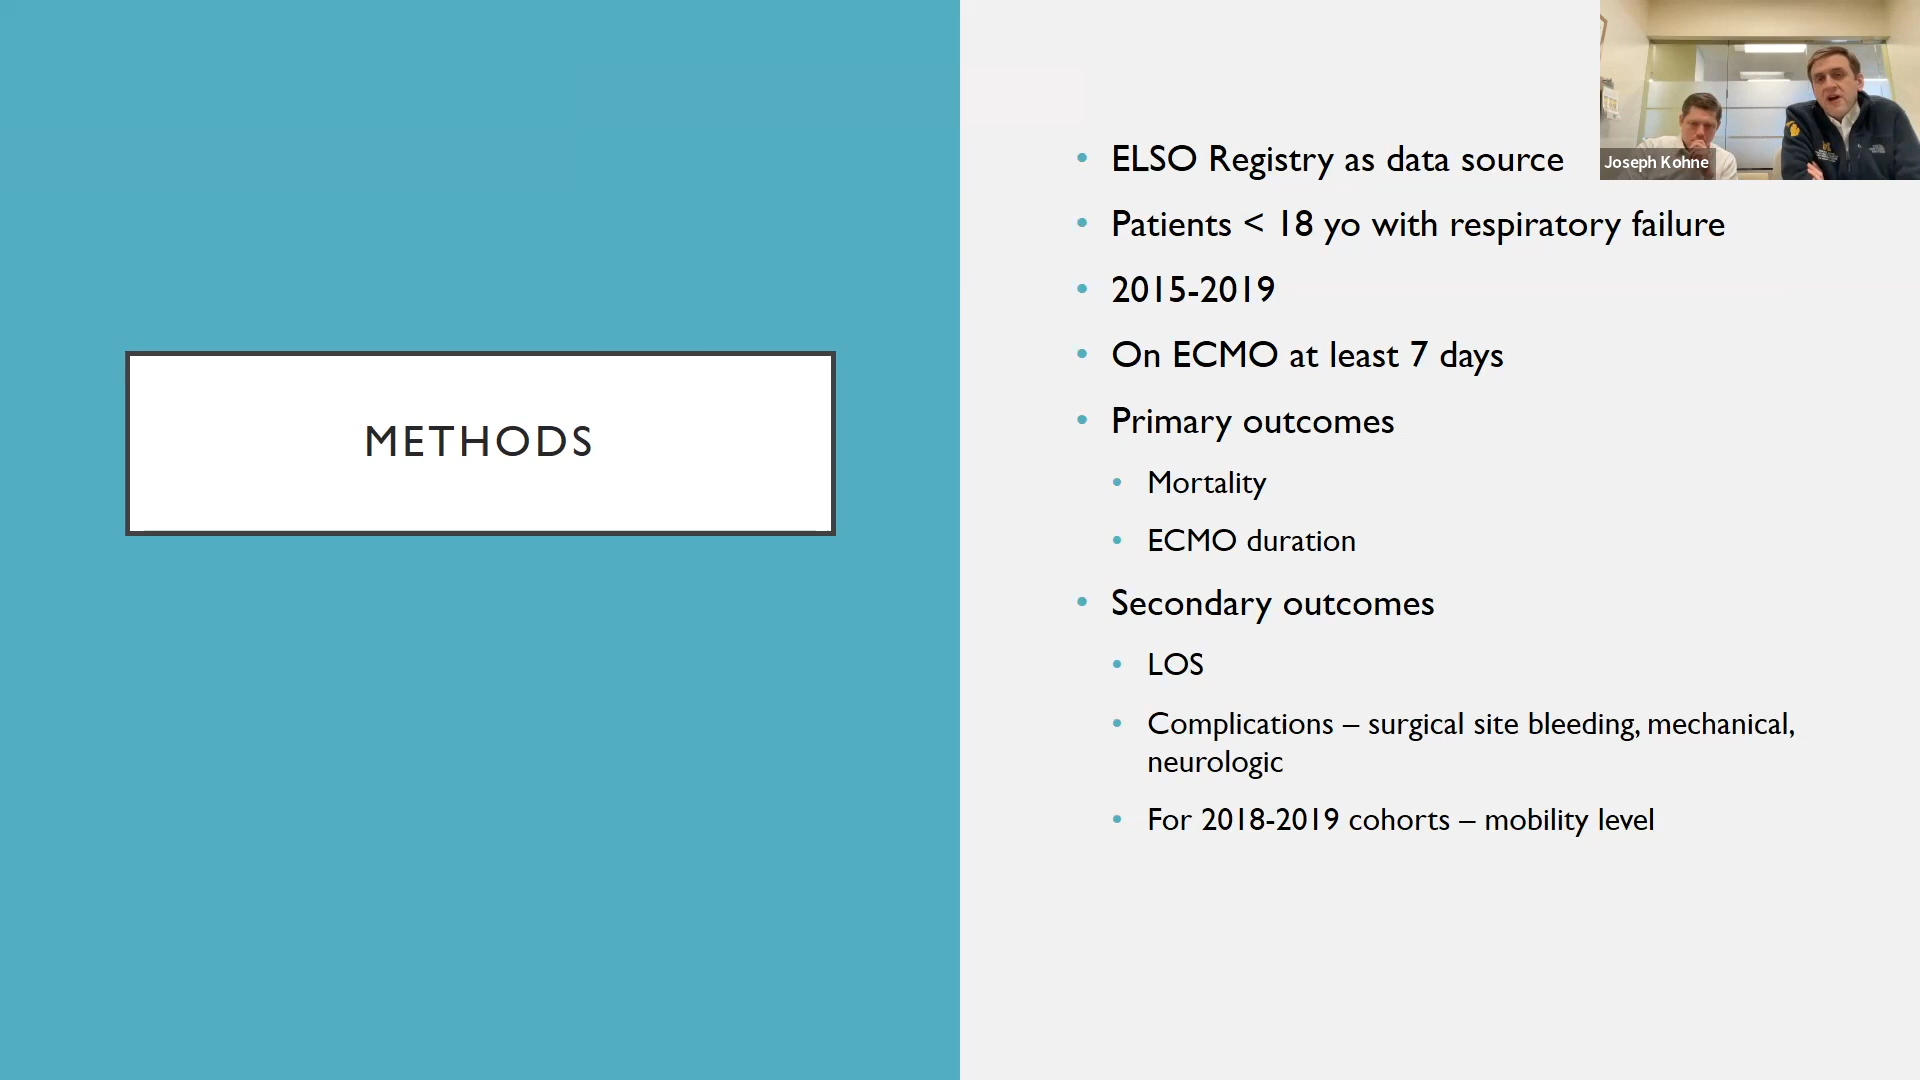 METHODS
ELSO Registry as data source
Patients < 18 yo with respiratory failure
2015-2019
On ECMO at least 7 days
Primary outcomes
Mortality
ECMO duration
Secondary outcomes
LOS
Complications – surgical site bleeding, mechanical,
neurologic
For 2018-2019 cohorts – mobility level
Joseph Kohne